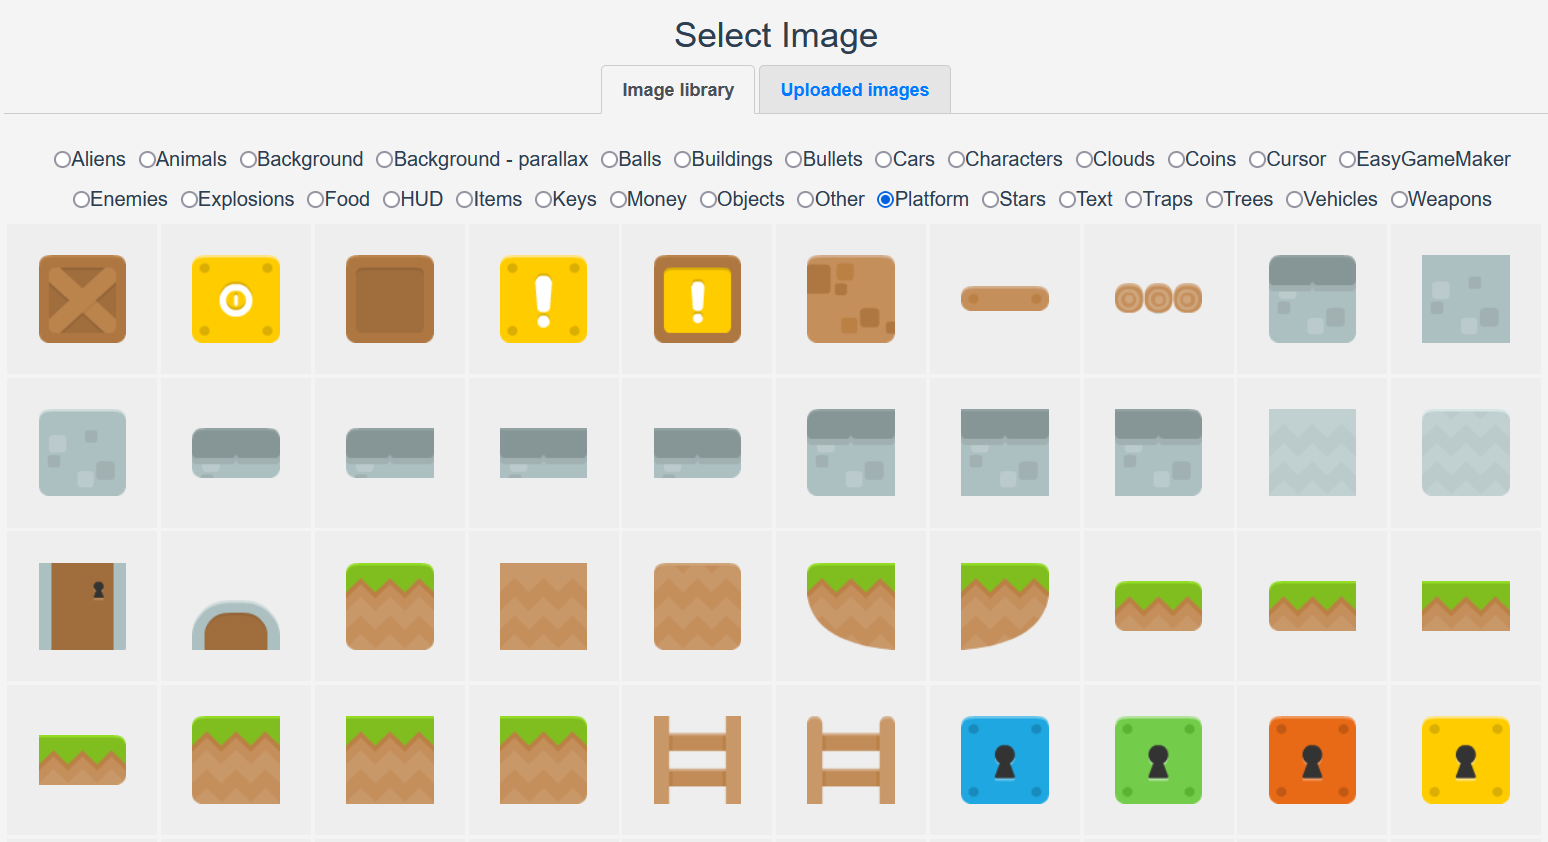 Select Image
Image library Uploaded images
Aliens Animals Background Background - parallax Balls Buildings Bullets Cars Characters Clouds Coins Cursor EasyGameMaker
Enemies Explosions Food HUD Items Keys Money Objects Other Platform Stars Text Traps Trees Vehicles Weapons
! !